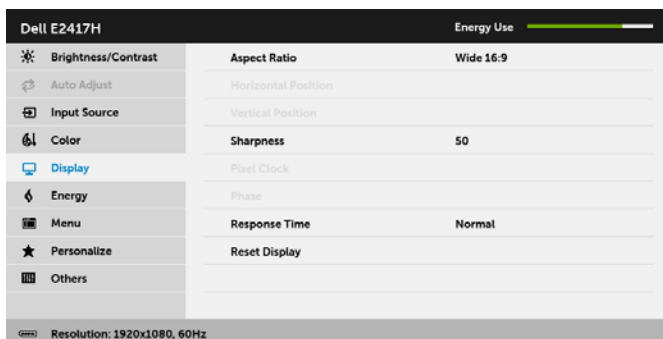 Dell E2417H Energy Use
Brightness/Contrast Aspect Ratio Wide 16:9
Auto Adjust Horizontal Position
Input Source Vertical Position
Color Sharpness 50
Display Pixel Clock
Energy Phase
Menu Response Time Normal
Personalize Reset Display
Others
Resolution: 1920x1080, 60Hz